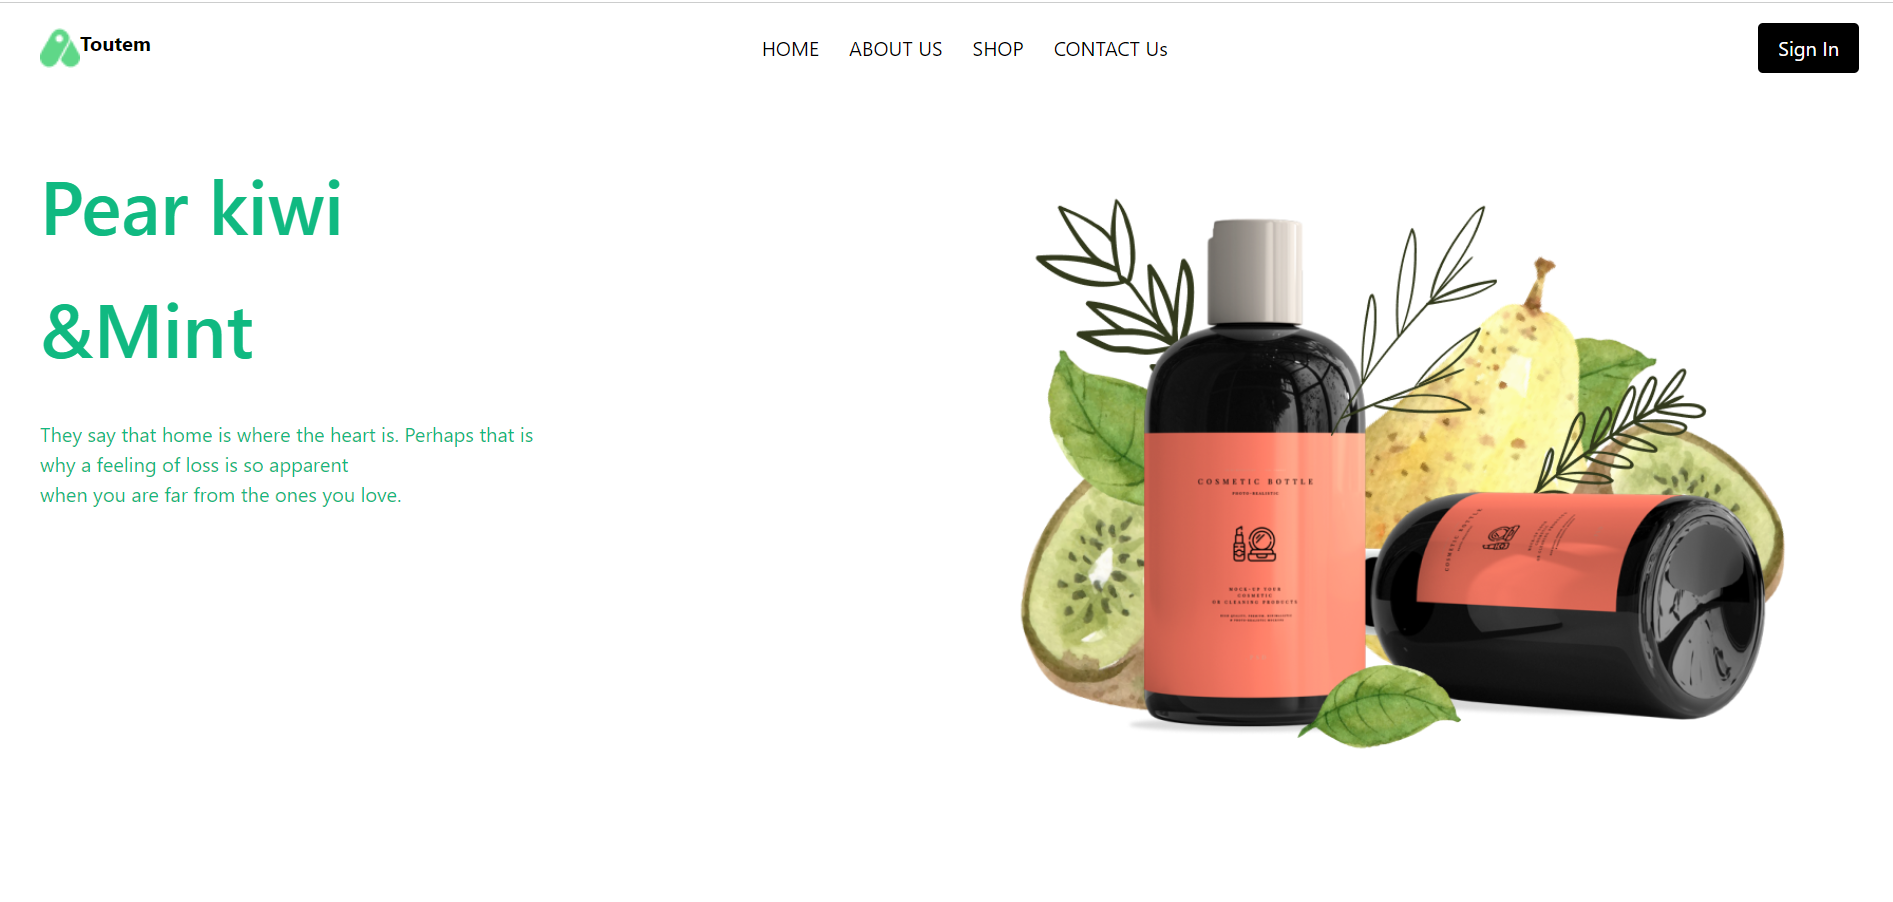 Toutem
HOME ABOUT US SHOP CONTACT Us
Sign In
Pear kiwi
&Mint
They say that home is where the heart is. Perhaps that is
why a feeling of loss is so apparent
when you are far from the ones you love.
COSMETIC BOTTLE
PHOTO-REALISTIC
MOCK-UP YOUR
COSMETIC
OR CLEANING PRODUCTS
COSMETIC BOTTLE